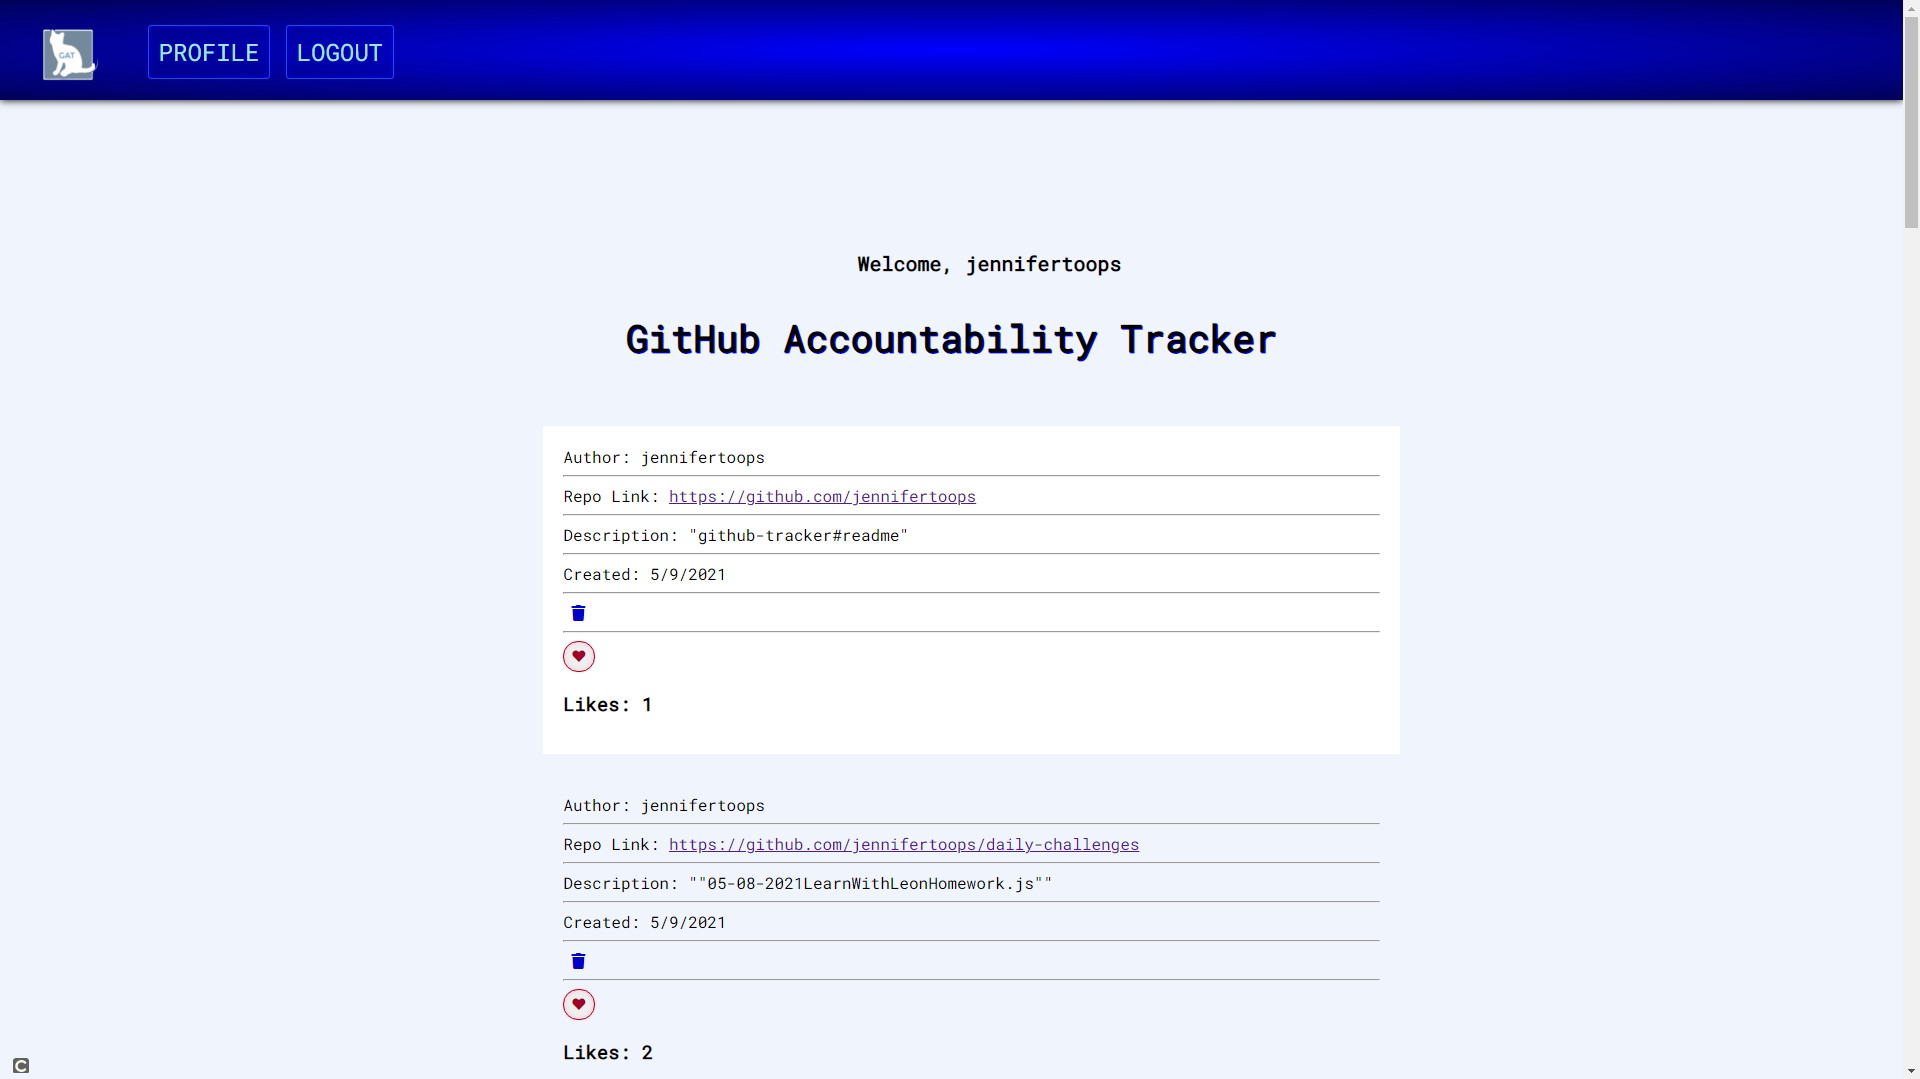 GAT
PROFILE
LOGOUT
Welcome, jennifertoops
GitHub Accountability Tracker
Author: jennifertoops
Repo Link: https://github.com/jennifertoops
Description: "github-tracker#readme"
Created: 5/9/2021
Likes: 1
Author: jennifertoops
Repo Link: https://github.com/jennifertoops/daily-challenges
Description: ""05-08-2021LearnWithLeonHomework.js""
Created: 5/9/2021
Likes: 2
C